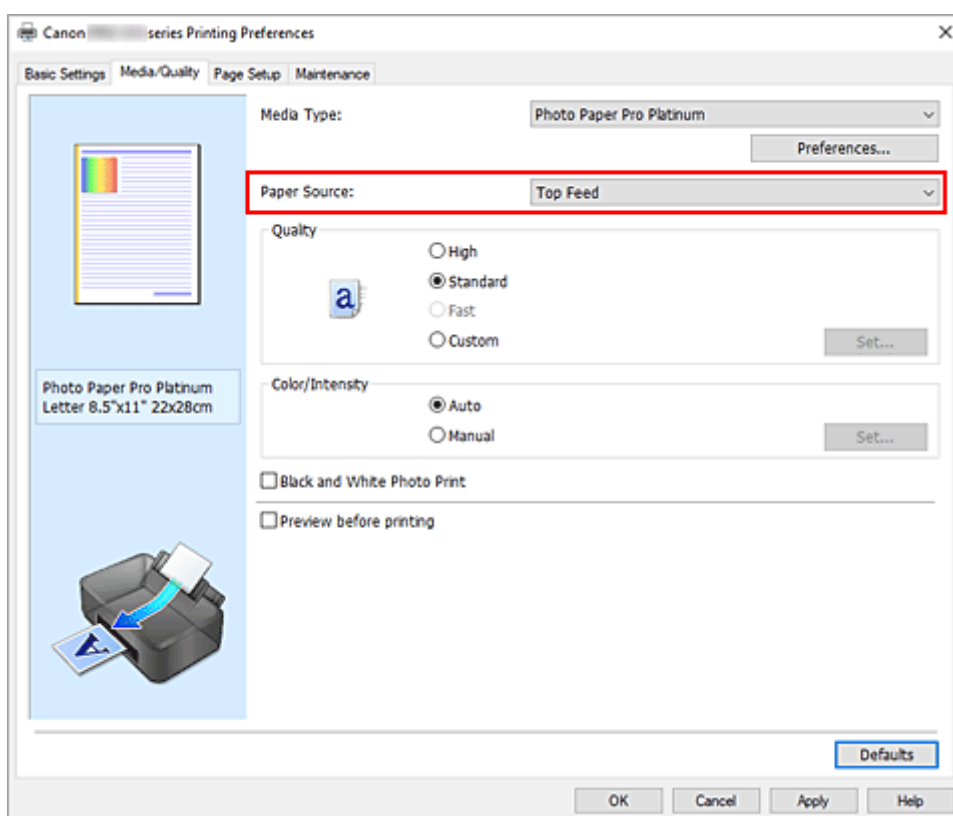 Canon series Printing Preferences
Basic Settings Media/Quality Page Setup Maintenance
Media Type: Photo Paper Pro Platinum
Preferences...
Paper Source: Top Feed
Quality
High
Standard
a
Fast
Custom Set...
Photo Paper Pro Platinum
Letter 8.5"x11" 22x28cm
Color/Intensity
Auto
Manual Set...
Black and White Photo Print
Preview before printing
A
Defaults
OK Cancel Apply Help